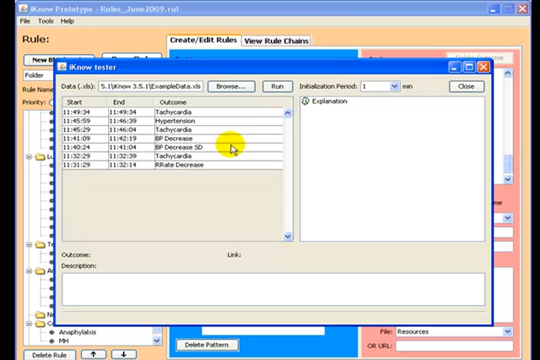 iKnow Prototype - Rules_June2009.rul
File Tools Help
Rule:
Create/Edit Rules View Rule Chains
iKnow tester
Data (.xls): 5.1\iKnow 3.5.1\ExampleData.xls Browse... Run Initialization Period: 1 min Close
Folder
Rule Name
Priority:
Start End Outcome
11:49:34 11:49:34 Tachycardia
11:45:59 11:46:39 Hypertension
11:45:29 11:46:04 Tachycardia
11:41:09 11:42:19 BP Decrease
11:40:24 11:41:04 BP Decrease SD
11:32:29 11:32:39 Tachycardia
11:31:29 11:32:14 RRate Decrease
Explanation
Outcome: Link:
Description:
Anaphylaxis
MH
Delete Rule
Delete Pattern
File: Resources
OR URL: